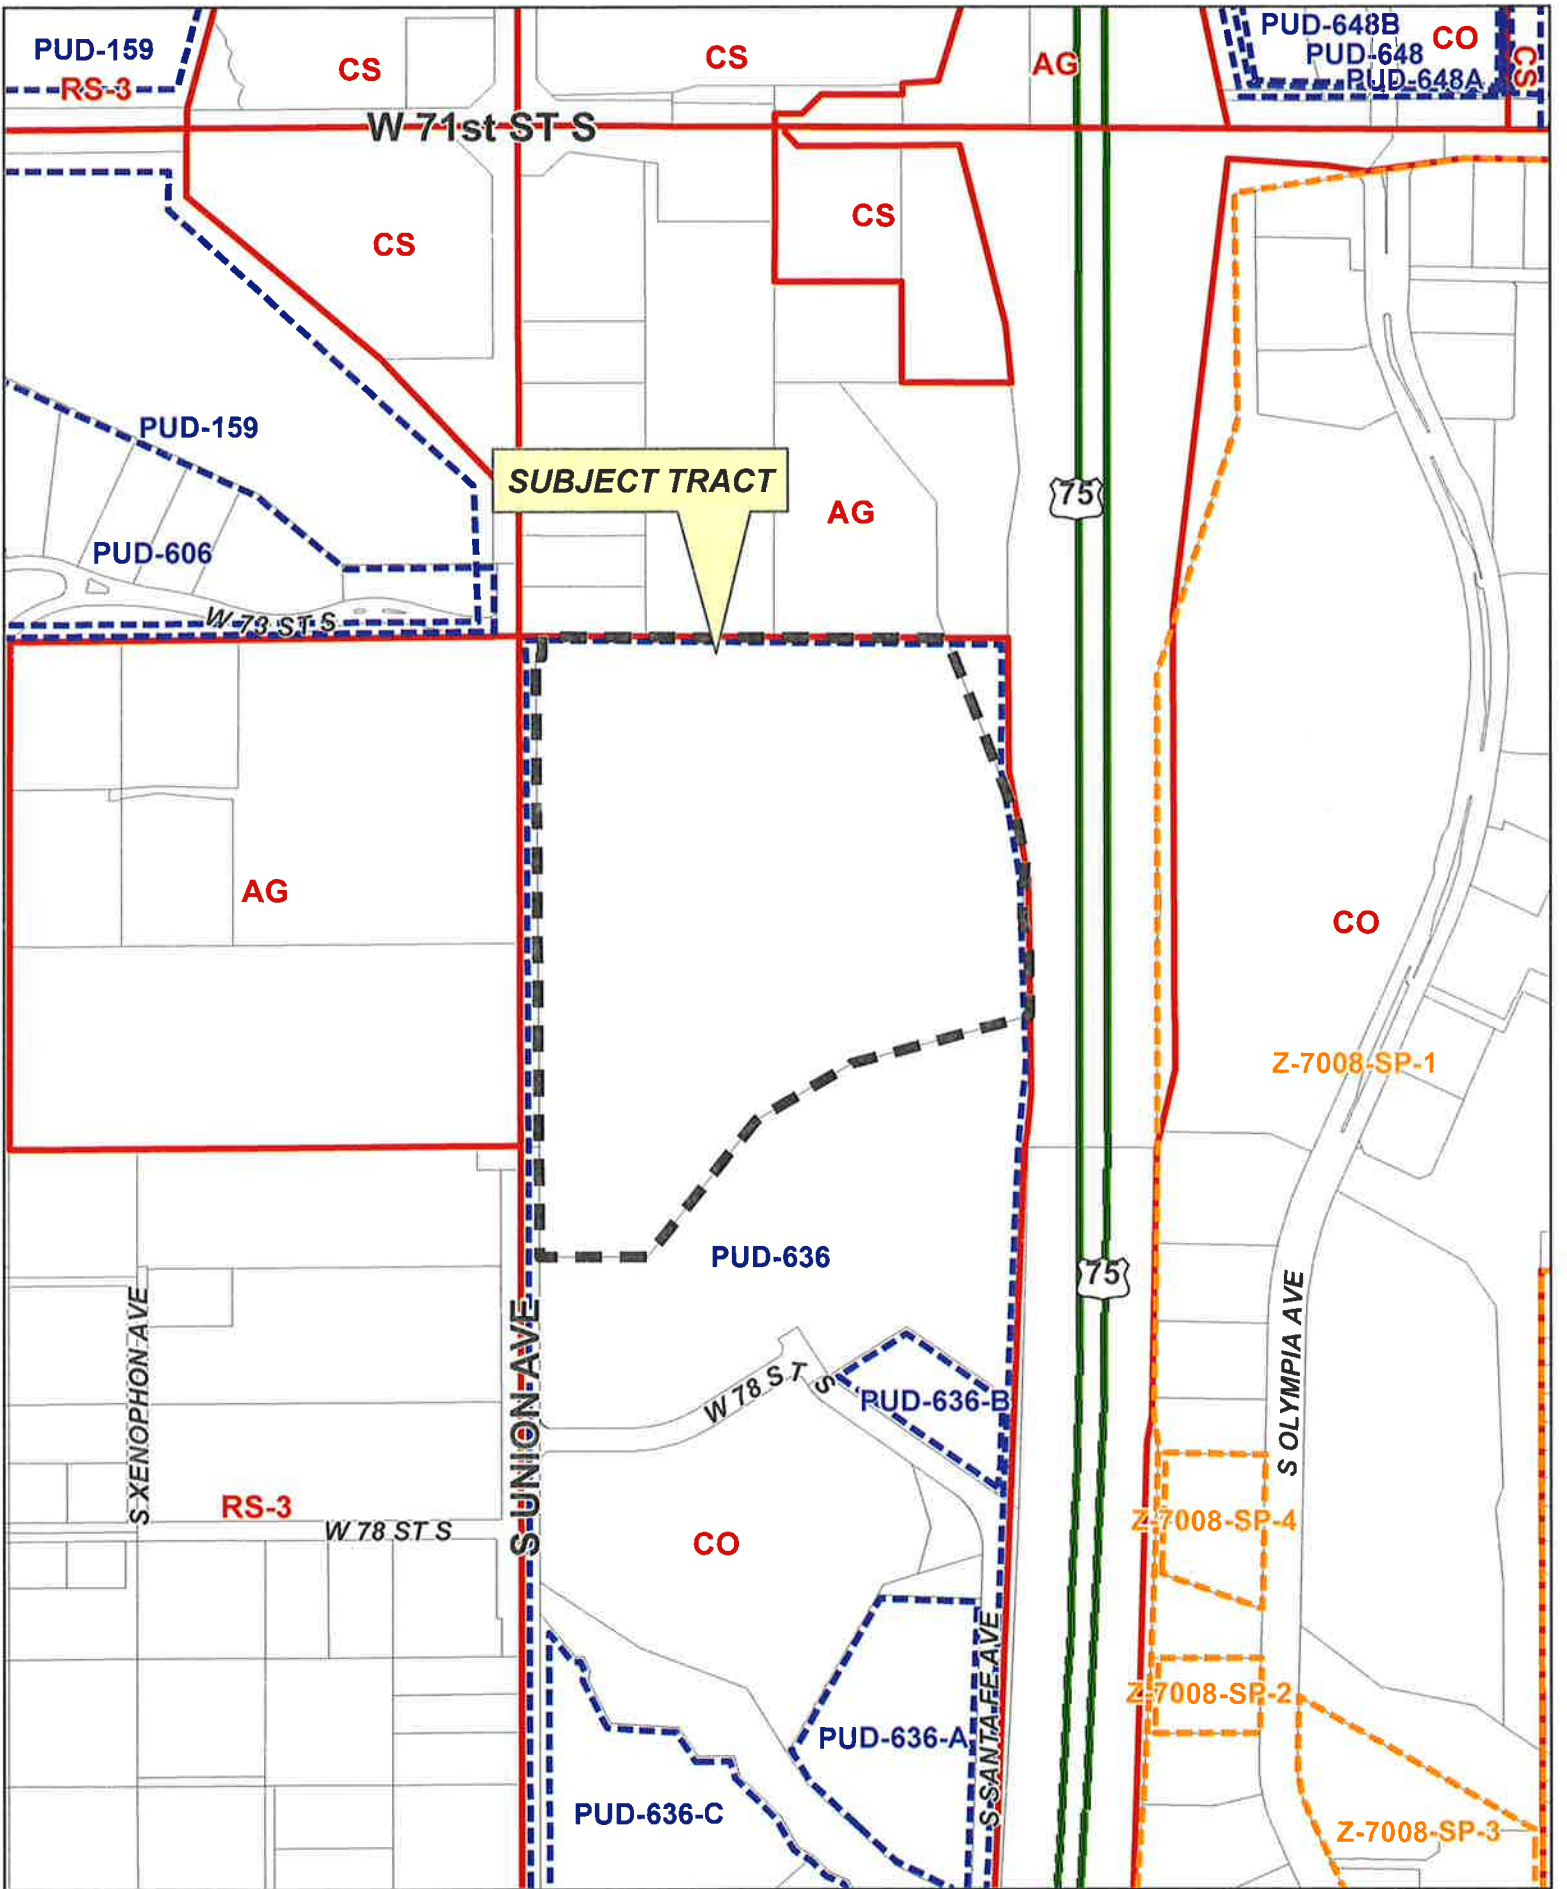 PUD-648B
CO
PUD-159
CS
CS
AG
PUD-648
CS
PUD-648A
RS-3
W 71st ST S
CS
CS
PUD-159
SUBJECT TRACT
75
AG
PUD-606
W 73 ST S
AG
CO
Z-7008-SP-1
PUD-636
75
S XENOPHON AVE
S UNION AVE
S OLYMPIA AVE
W 78 ST S
PUD-636-B
RS-3
W 78 ST S
CO
Z-7008-SP-4
S SANTA FE AVE
Z-7008-SP-2
PUD-636-A
PUD-636-C
Z-7008-SP-3